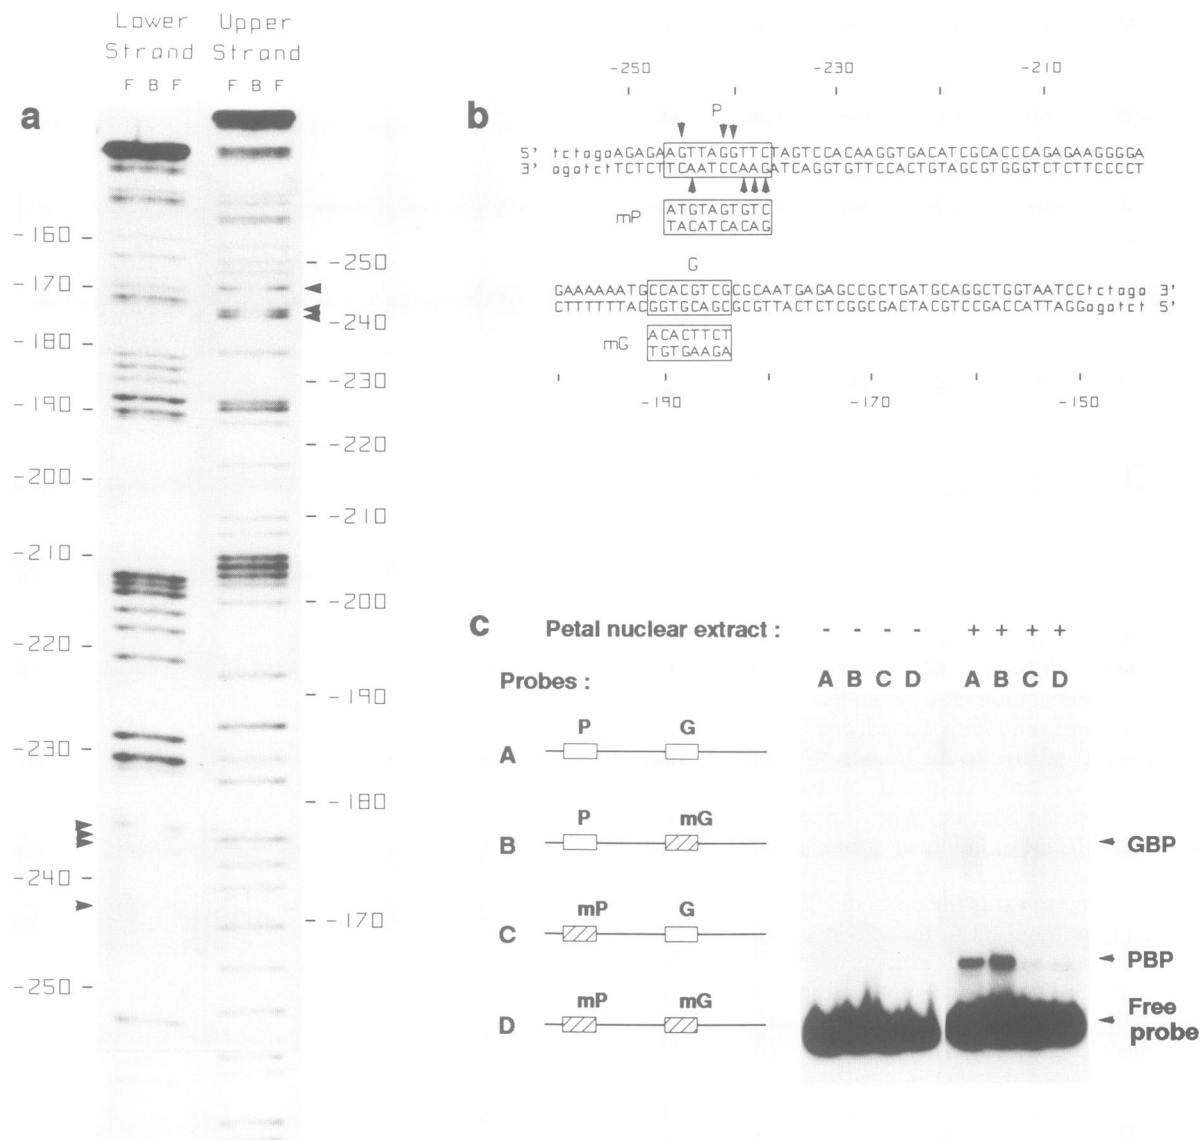 Lower Upper
Strand Strand
F B F F B F
a
-160
-170
-180
-190
-200
-210
-220
-230
-240
-250
-250
-240
-230
-220
-210
-200
-190
-180
-170
b
-250 -230 -210
P
5' tctagaAGAGAAGTTAGGTTCTAGTCCACAAGGTGACATCGCACCCAGAGAAGGGGA
3' agatctTCTCTTCAATCCAAGATCAGGTGTTCCACTGTAGCGTGGGTCTCTTCCCCT
mP
ATGTAGTGTC
TACATCACAG
G
GAAAAAATGCCACGTCGCGCAATGAGAGCCGCTGATGCAGGCTGGTAATCCtctaga 3'
CTTTTTTACGGTGCAGCGCGTTACTCTCGGCGACTACGTCCGACCATTAGGagatct 5'
mG
ACACTTCT
TGTGAAGA
-190 -170 -150
c
Petal nuclear extract : - - - - + + + +
Probes : A B C D A B C D
P G
A
P mG
B
GBP
mP G
C
PBP
mP mG
D
Free
probe